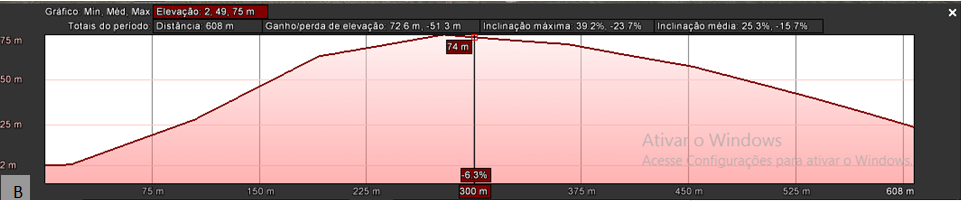 Gráfico: Min, Méd, Max Elevação: 2, 49, 75 m
Totais do período: Distância: 608 m Ganho/perda de elevação: 72.6 m -51.3 m Inclinação máxima: 39.2%, -23.7% Inclinação média: 25.3%, -15.7%
75 m
74 m
50 m
25 m
Ativar o Windows
Acesse Configurações para ativar o Windows.
2 m
-6.3%
B
75 m 150 m 225 m 300 m 375 m 450 m 525 m 608 m